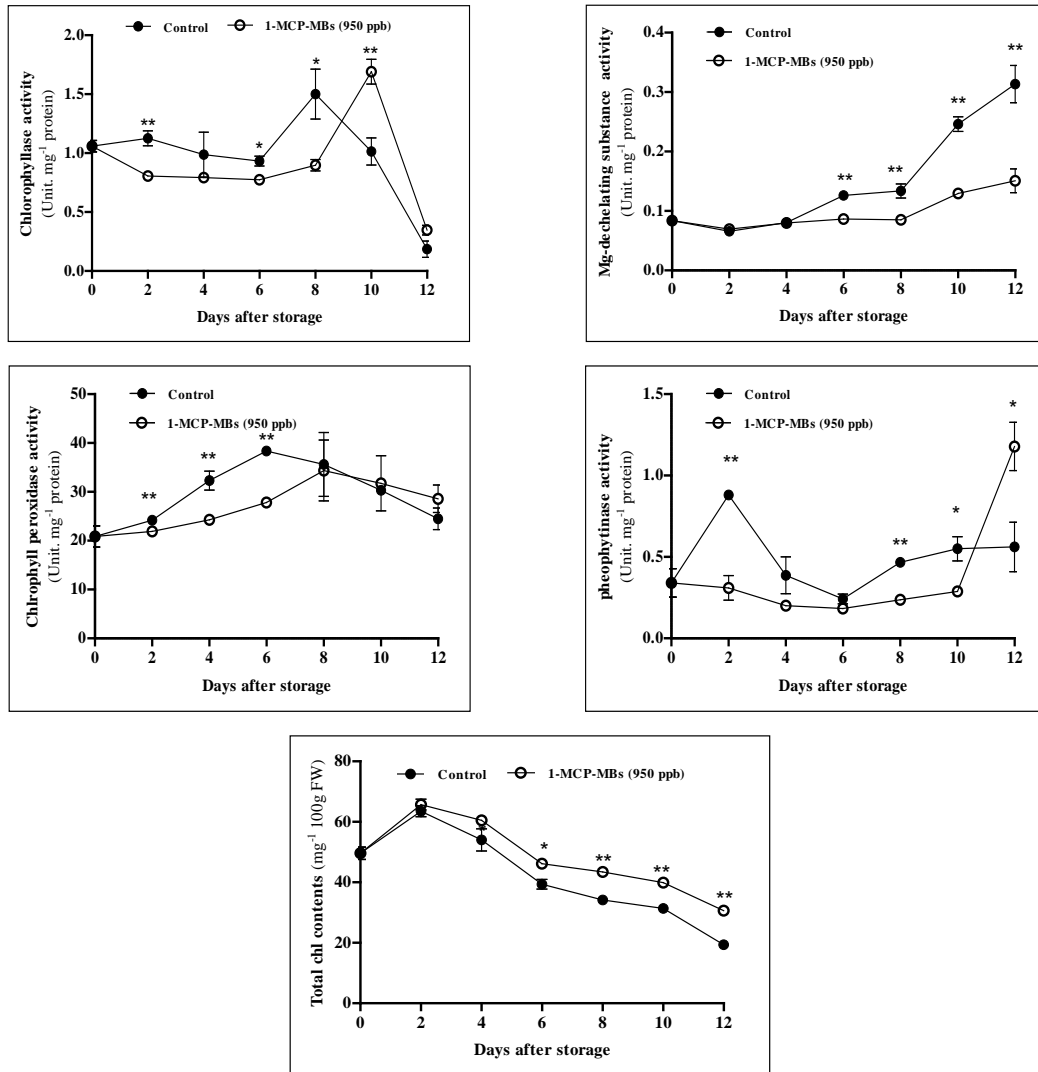 Control
1-MCP-MBs (950 ppb)
Chlorophyllase activity
(Unit. mg-1 protein)
2.0
1.5
1.0
0.5
0.0
**
*
*
**
0 2 4 6 8 10 12
Days after storage
Control
1-MCP-MBs (950 ppb)
Mg-dechelating substance activity
(Unit. mg-1 protein)
0.4
0.3
0.2
0.1
0.0
**
**
**
**
0 2 4 6 8 10 12
Days after storage
Control
1-MCP-MBs (950 ppb)
Chlrophyll peroxidase activity
(Unit. mg-1 protein)
50
40
30
20
10
0
**
**
**
0 2 4 6 8 10 12
Days after storage
Control
1-MCP-MBs (950 ppb)
pheophytinase activity
(Unit. mg-1 protein)
1.5
1.0
0.5
0.0
**
**
*
*
0 2 4 6 8 10 12
Days after storage
Control 1-MCP-MBs (950 ppb)
Total chl contents (mg-1 100g FW)
80
60
40
20
0
*
**
**
**
0 2 4 6 8 10 12
Days after storage